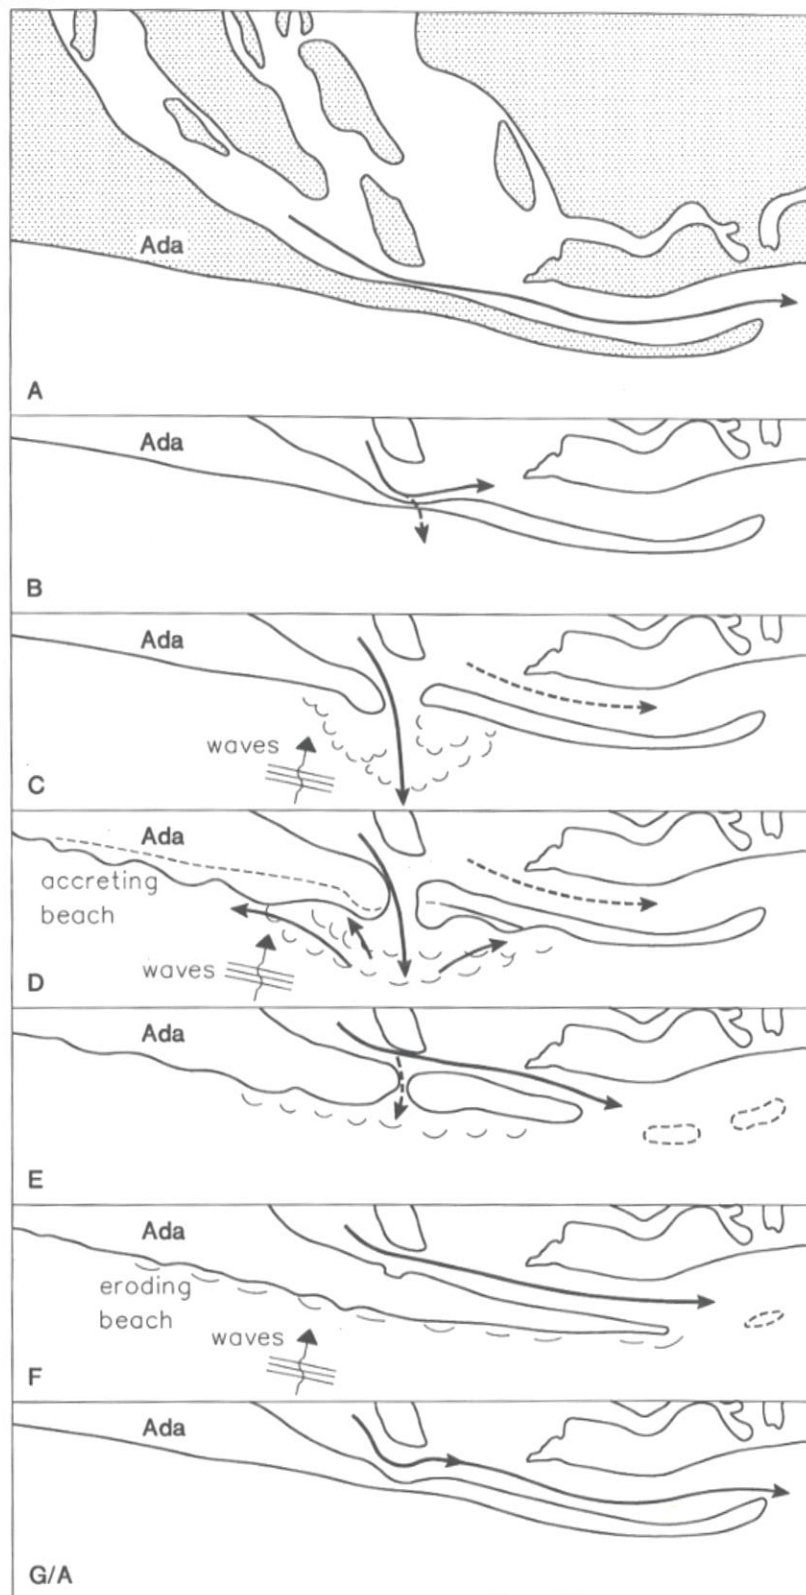 Ada
A
Ada
B
Ada
waves
C
Ada
accreting
beach
waves
D
Ada
E
Ada
eroding
beach
waves
F
Ada
G/A